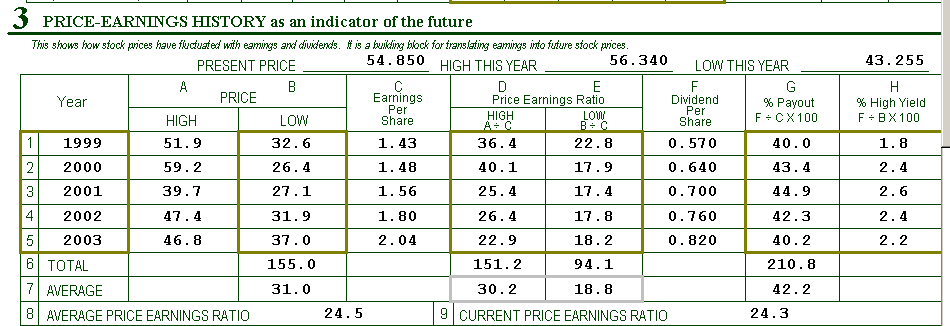 3 PRICE-EARNINGS HISTORY as an indicator of the future
This shows how stock prices have fluctuated with earnings and dividends. It is a building block for translating earnings into future stock prices.
PRESENT PRICE 54.850 HIGH THIS YEAR 56.340 LOW THIS YEAR 43.255
Year A PRICE B C Earnings Per Share D Price Earnings Ratio E F Dividend Per Share G % Payout F ÷ C X 100 H % High Yield F ÷ B X 100
HIGH LOW HIGH A ÷ C LOW B ÷ C
1 1999 51.9 32.6 1.43 36.4 22.8 0.570 40.0 1.8
2 2000 59.2 26.4 1.48 40.1 17.9 0.640 43.4 2.4
3 2001 39.7 27.1 1.56 25.4 17.4 0.700 44.9 2.6
4 2002 47.4 31.9 1.80 26.4 17.8 0.760 42.3 2.4
5 2003 46.8 37.0 2.04 22.9 18.2 0.820 40.2 2.2
6 TOTAL 155.0 151.2 94.1 210.8
7 AVERAGE 31.0 30.2 18.8 42.2
8 AVERAGE PRICE EARNINGS RATIO 24.5 9 CURRENT PRICE EARNINGS RATIO 24.3